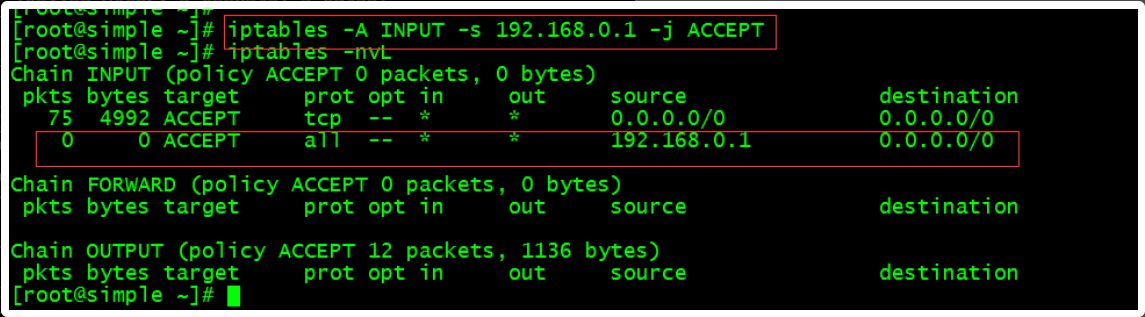 [root@simple ~]#
[root@simple ~]# iptables -A INPUT -s 192.168.0.1 -j ACCEPT
[root@simple ~]# iptables -nvL
Chain INPUT (policy ACCEPT 0 packets, 0 bytes)
 pkts bytes target     prot opt in     out     source               destination
   75  4992 ACCEPT     tcp  --  *      *       0.0.0.0/0            0.0.0.0/0
    0     0 ACCEPT     all  --  *      *       192.168.0.1          0.0.0.0/0
Chain FORWARD (policy ACCEPT 0 packets, 0 bytes)
 pkts bytes target     prot opt in     out     source               destination
Chain OUTPUT (policy ACCEPT 12 packets, 1136 bytes)
 pkts bytes target     prot opt in     out     source               destination
[root@simple ~]#